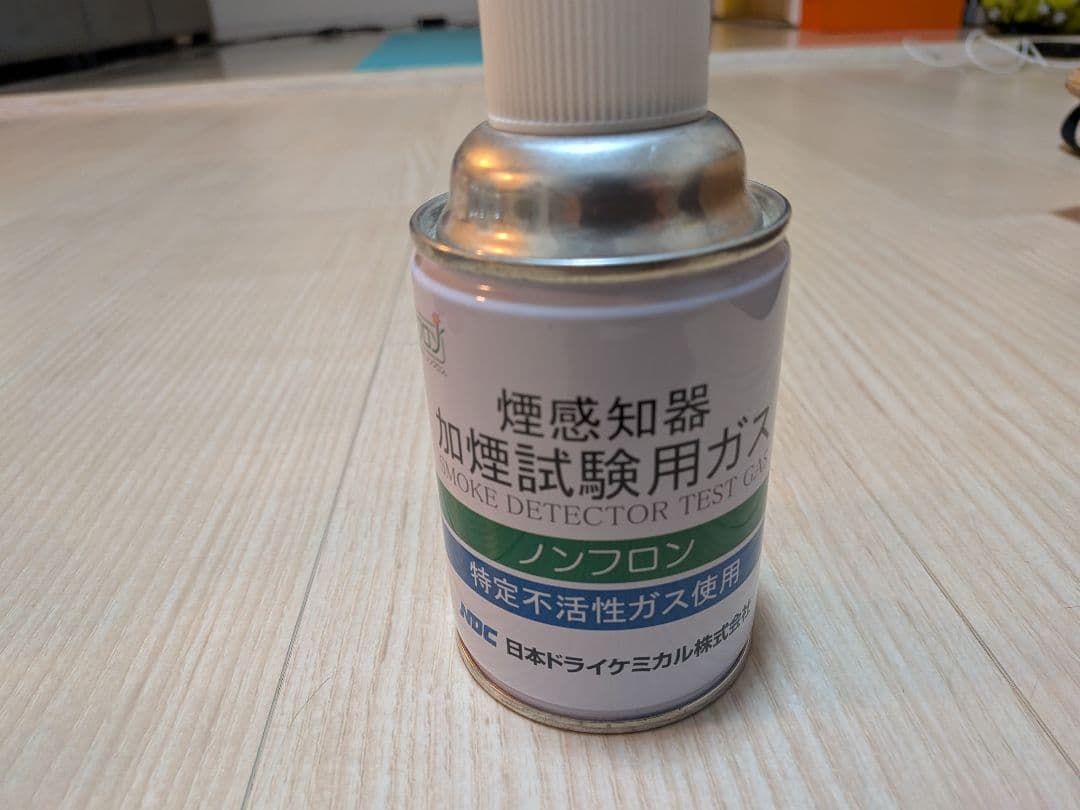 煙感知器
加煙試験用ガス
SMOKE DETECTOR TEST GAS
ノンフロン
特定不活性ガス使用
NDC 日本ドライケミカル株式会社